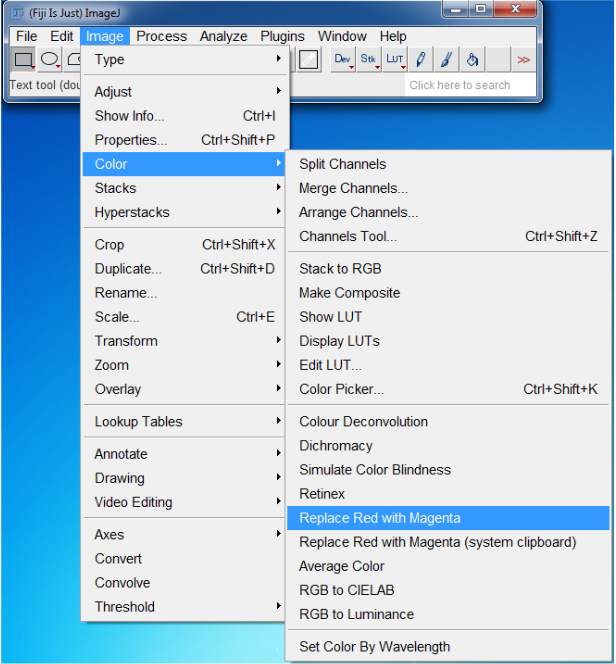 (Fiji Is Just) ImageJ
File Edit Image Process Analyze Plugins Window Help
Dev Stk LUT >>
Text tool (dou
Click here to search
Type
Adjust
Show Info... Ctrl+I
Properties... Ctrl+Shift+P
Color
Stacks
Hyperstacks
Crop Ctrl+Shift+X
Duplicate... Ctrl+Shift+D
Rename...
Scale... Ctrl+E
Transform
Zoom
Overlay
Lookup Tables
Annotate
Drawing
Video Editing
Axes
Convert
Convolve
Threshold
Split Channels
Merge Channels...
Arrange Channels...
Channels Tool... Ctrl+Shift+Z
Stack to RGB
Make Composite
Show LUT
Display LUTs
Edit LUT...
Color Picker... Ctrl+Shift+K
Colour Deconvolution
Dichromacy
Simulate Color Blindness
Retinex
Replace Red with Magenta
Replace Red with Magenta (system clipboard)
Average Color
RGB to CIELAB
RGB to Luminance
Set Color By Wavelength